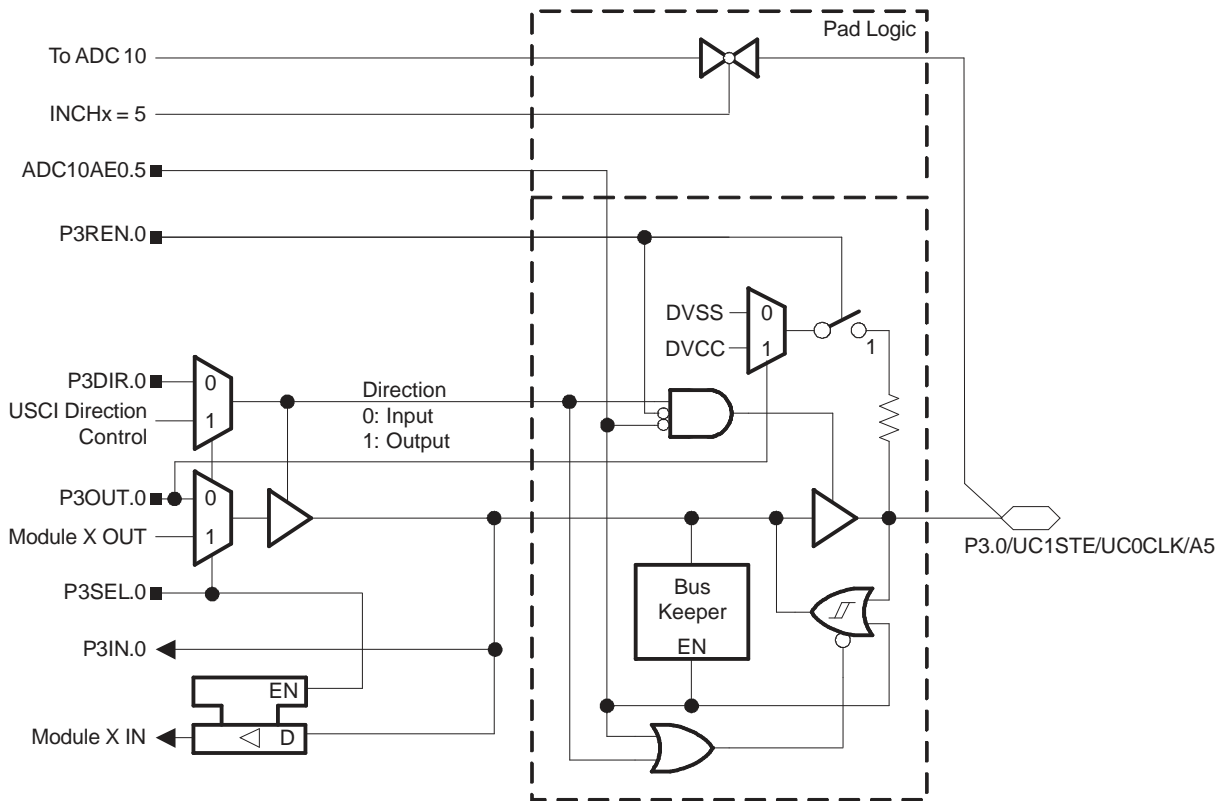 Pad Logic
To ADC 10
INCHx = 5
ADC10AE0.5
P3REN.0
DVSS
0
DVCC
1
1
P3DIR.0
0
USCI Direction
Control
1
Direction
0: Input
1: Output
P3OUT.0
0
Module X OUT
1
P3.0/UC1STE/UC0CLK/A5
P3SEL.0
Bus
Keeper
EN
P3IN.0
EN
Module X IN
D